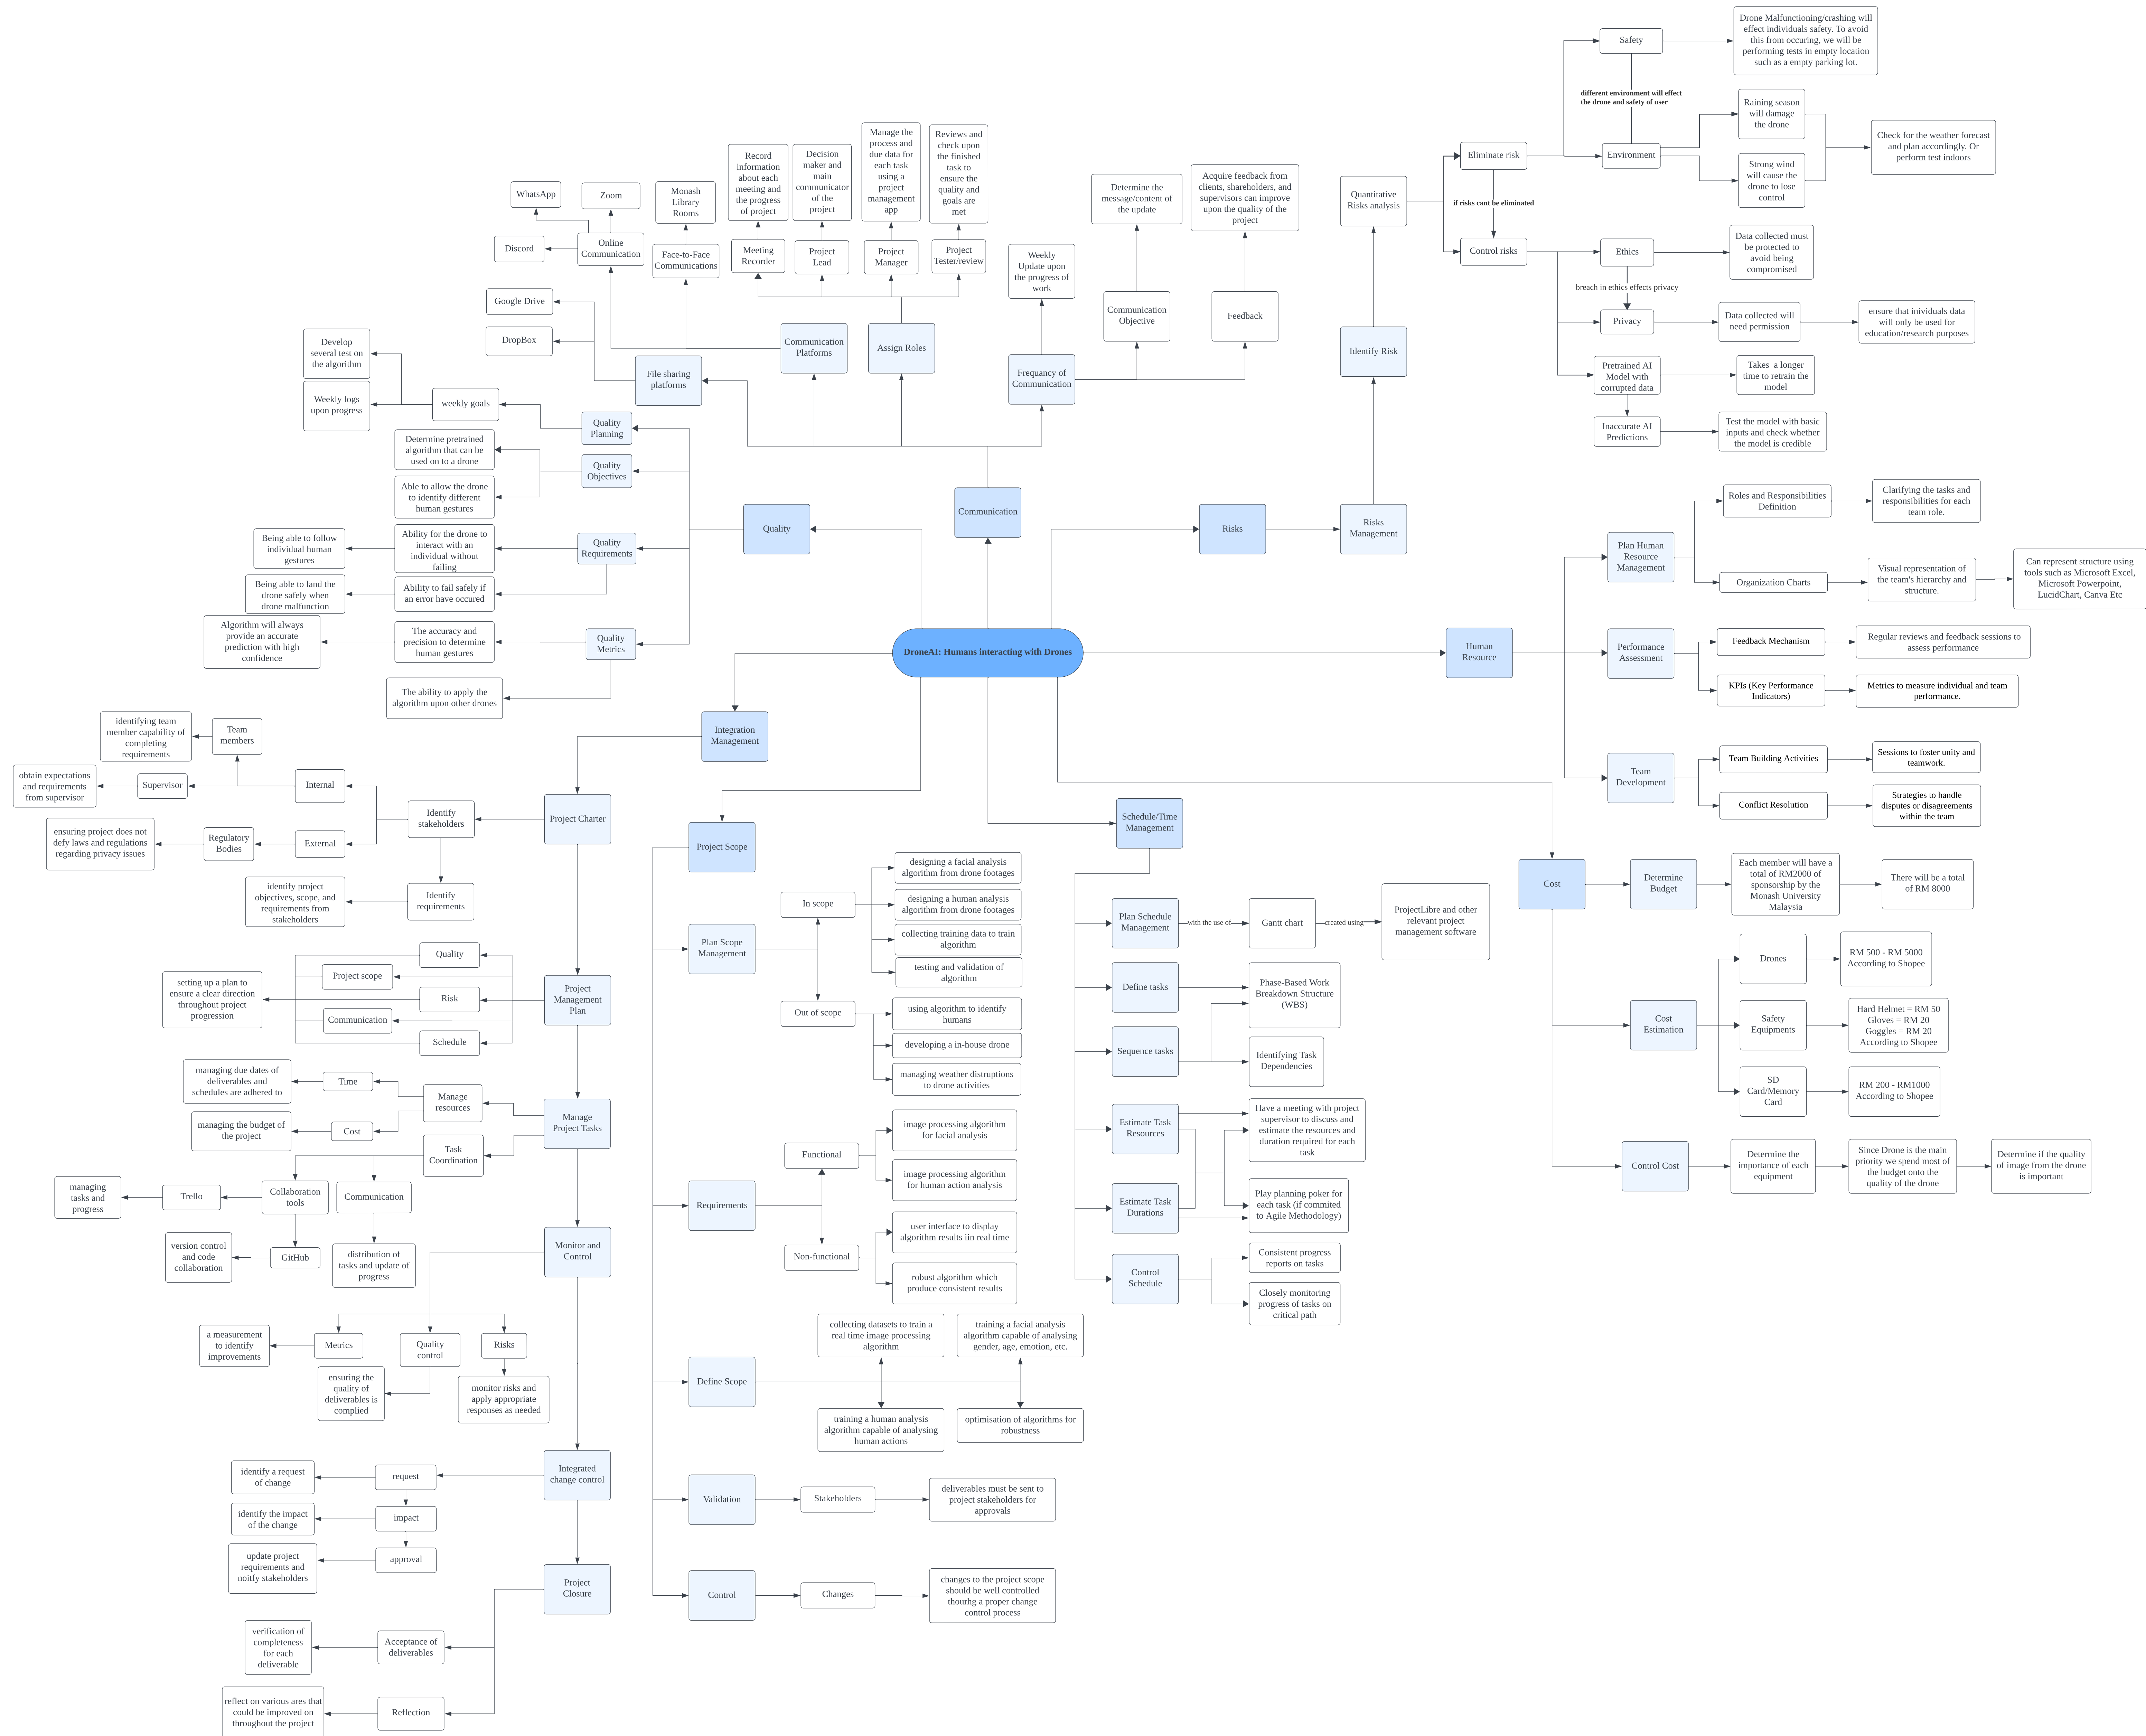 Drone Malfunctioning/crashing will
effect individuals safety. To avoid
this from occuring, we will be
performing tests in empty location
such as a empty parking lot.
Safety
different environment will effect
the drone and safety of user
Raining season
will damage
the drone
Check for the weather forecast
and plan accordingly. Or
perform test indoors
Eliminate risk
Environment
Strong wind
will cause the
drone to lose
control
if risks cant be eliminated
Quantitative
Risks analysis
Control risks
Ethics
Data collected must
be protected to
avoid being
compromised
breach in ethics effects privacy
Privacy
Data collected will
need permission
ensure that inividuals data
will only be used for
education/research purposes
Identify Risk
Pretrained AI
Model with
corrupted data
Takes a longer
time to retrain the
model
Inaccurate AI
Predictions
Test the model with basic
inputs and check whether
the model is credible
Risks
Risks
Management
WhatsApp
Zoom
Discord
Online
Communication
Monash
Library
Rooms
Face-to-Face
Communications
Record
information
about each
meeting and
the progress
of project
Meeting
Recorder
Decision
maker and
main
communicator
of the
project
Project
Lead
Manage the
process and
due data for
each task
using a
project
management
app
Project
Manager
Reviews and
check upon
the finished
task to
ensure the
quality and
goals are
met
Project
Tester/review
Weekly
Update upon
the progress of
work
Determine the
message/content of
the update
Acquire feedback from
clients, shareholders, and
supervisors can improve
upon the quality of the
project
Communication
Objective
Feedback
Google Drive
DropBox
File sharing
platforms
Communication
Platforms
Assign Roles
Frequancy of
Communication
Communication
Develop
several test on
the algorithm
Weekly logs
upon progress
weekly goals
Quality
Planning
Determine pretrained
algorithm that can be
used on to a drone
Quality
Objectives
Able to allow the drone
to identify different
human gestures
Quality
Being able to follow
individual human
gestures
Ability for the drone to
interact with an
individual without
failing
Quality
Requirements
Being able to land the
drone safely when
drone malfunction
Ability to fail safely if
an error have occured
Algorithm will always
provide an accurate
prediction with high
confidence
The accuracy and
precision to determine
human gestures
Quality
Metrics
The ability to apply the
algorithm upon other drones
DroneAI: Humans interacting with Drones
Human
Resource
Plan Human
Resource
Management
Roles and Responsibilities
Definition
Clarifying the tasks and
responsibilities for each
team role.
Organization Charts
Visual representation of
the team's hierarchy and
structure.
Can represent structure using
tools such as Microsoft Excel,
Microsoft Powerpoint,
LucidChart, Canva Etc
Performance
Assessment
Feedback Mechanism
Regular reviews and feedback sessions to
assess performance
KPIs (Key Performance
Indicators)
Metrics to measure individual and team
performance.
Team
Development
Team Building Activities
Sessions to foster unity and
teamwork.
Conflict Resolution
Strategies to handle
disputes or disagreements
within the team
Integration
Management
identifying team
member capability of
completing
requirements
Team
members
obtain expectations
and requirements
from supervisor
Supervisor
Internal
Identify
stakeholders
Project Charter
ensuring project does not
defy laws and regulations
regarding privacy issues
Regulatory
Bodies
External
identify project
objectives, scope, and
requirements from
stakeholders
Identify
requirements
Quality
Project scope
Risk
Communication
Schedule
setting up a plan to
ensure a clear direction
throughout project
progression
Project
Management
Plan
managing due dates of
deliverables and
schedules are adhered to
Time
Manage
resources
managing the budget of
the project
Cost
Manage
Project Tasks
Task
Coordination
managing
tasks and
progress
Trello
Collaboration
tools
Communication
version control
and code
collaboration
GitHub
distribution of
tasks and update of
progress
Monitor and
Control
a measurement
to identify
improvements
Metrics
Quality
control
Risks
ensuring the
quality of
deliverables is
complied
monitor risks and
apply appropriate
responses as needed
Integrated
change control
identify a request
of change
request
identify the impact
of the change
impact
update project
requirements and
noitfy stakeholders
approval
Project
Closure
verification of
completeness
for each
deliverable
Acceptance of
deliverables
reflect on various ares that
could be improved on
throughout the project
Reflection
Project Scope
Plan Scope
Management
In scope
designing a facial analysis
algorithm from drone footages
designing a human analysis
algorithm from drone footages
collecting training data to train
algorithm
testing and validation of
algorithm
Out of scope
using algorithm to identify
humans
developing a in-house drone
managing weather distruptions
to drone activities
Requirements
Functional
image processing algorithm
for facial analysis
image processing algorithm
for human action analysis
Non-functional
user interface to display
algorithm results iin real time
robust algorithm which
produce consistent results
Define Scope
collecting datasets to train a
real time image processing
algorithm
training a facial analysis
algorithm capable of analysing
gender, age, emotion, etc.
training a human analysis
algorithm capable of analysing
human actions
optimisation of algorithms for
robustness
Validation
Stakeholders
deliverables must be sent to
project stakeholders for
approvals
Control
Changes
changes to the project scope
should be well controlled
thourhg a proper change
control process
Schedule/Time
Management
Plan Schedule
Management
with the use of
Gantt chart
created using
ProjectLibre and other
relevant project
management software
Define tasks
Phase-Based Work
Breakdown Structure
(WBS)
Sequence tasks
Identifying Task
Dependencies
Estimate Task
Resources
Have a meeting with project
supervisor to discuss and
estimate the resources and
duration required for each
task
Estimate Task
Durations
Play planning poker for
each task (if commited
to Agile Methodology)
Control
Schedule
Consistent progress
reports on tasks
Closely monitoring
progress of tasks on
critical path
Cost
Determine
Budget
Each member will have a
total of RM2000 of
sponsorship by the
Monash University
Malaysia
There will be a total
of RM 8000
Cost
Estimation
Drones
RM 500 - RM 5000
According to Shopee
Safety
Equipments
Hard Helmet = RM 50
Gloves = RM 20
Goggles = RM 20
According to Shopee
SD
Card/Memory
Card
RM 200 - RM1000
According to Shopee
Control Cost
Determine the
importance of each
equipment
Since Drone is the main
priority we spend most of
the budget onto the
quality of the drone
Determine if the quality
of image from the drone
is important